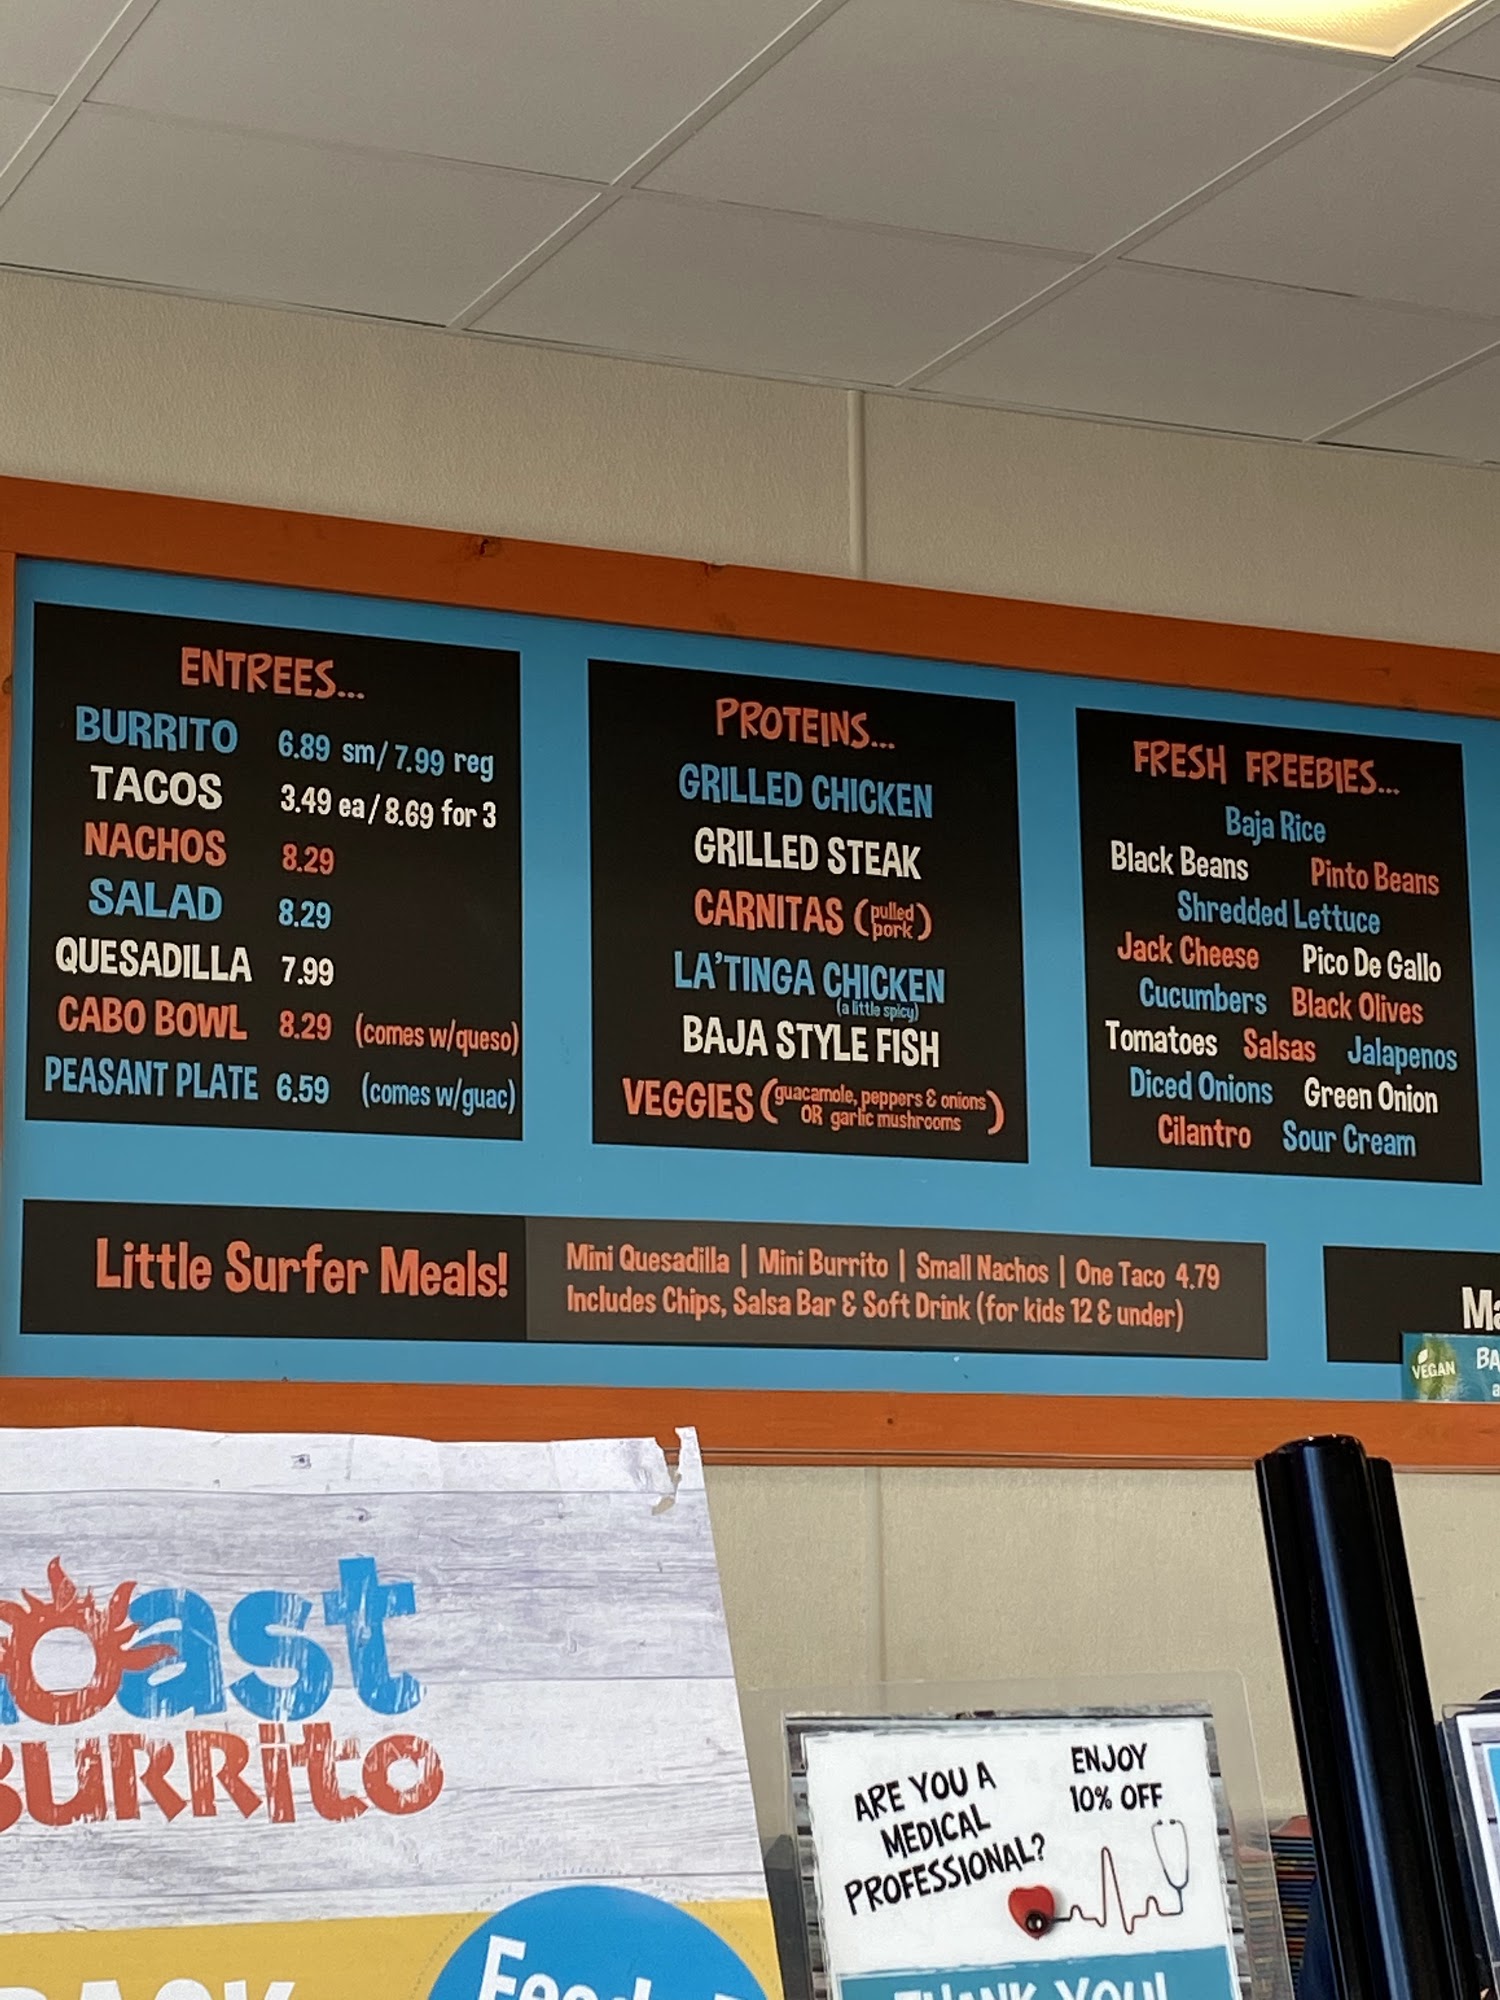 ENTREES...
BURRITO 6.89 sm/ 7.99 reg
TACOS 3.49 ea/ 8.69 for 3
NACHOS 8.29
SALAD 8.29
QUESADILLA 7.99
CABO BOWL 8.29 (comes w/queso)
PEASANT PLATE 6.59 (comes w/guac)
PROTEINS...
GRILLED CHICKEN
GRILLED STEAK
CARNITAS (pulled pork)
LA'TINGA CHICKEN
(a little spicy)
BAJA STYLE FISH
VEGGIES (guacamole, peppers & onions
OR garlic mushrooms)
FRESH FREEBIES...
Baja Rice
Black Beans Pinto Beans
Shredded Lettuce
Jack Cheese Pico De Gallo
Cucumbers Black Olives
Tomatoes Salsas Jalapenos
Diced Onions Green Onion
Cilantro Sour Cream
Little Surfer Meals!
Mini Quesadilla | Mini Burrito | Small Nachos | One Taco 4.79
Includes Chips, Salsa Bar & Soft Drink (for kids 12 & under)
VEGAN
oast
BURRITO
ARE YOU A
MEDICAL
PROFESSIONAL?
ENJOY
10% OFF
THANK YOU!